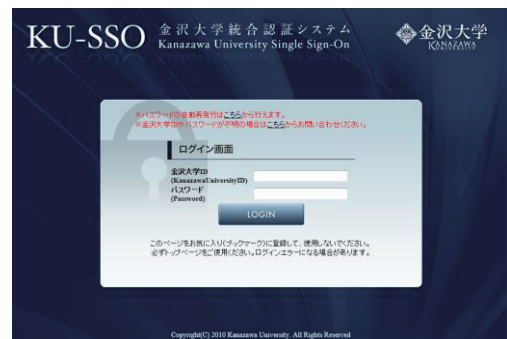 KU-SSO
金沢大学統合認証システム
Kanazawa University Single Sign-On
金沢大学
KANAZAWA
※パスワードの自動再発行はこちらから行えます。
※金沢大学IDやパスワードが不明の場合はこちらからお問い合わせください。
ログイン画面
金沢大学ID
(KanazawaUniversityID)
パスワード
(Password)
LOGIN
このページをお気に入り(ブックマーク)に登録して、使用しないでください。
必ずトップページをご使用ください。ログインエラーになる場合があります。
Copyright(C) 2010 Kanazawa University. All Rights Reserved